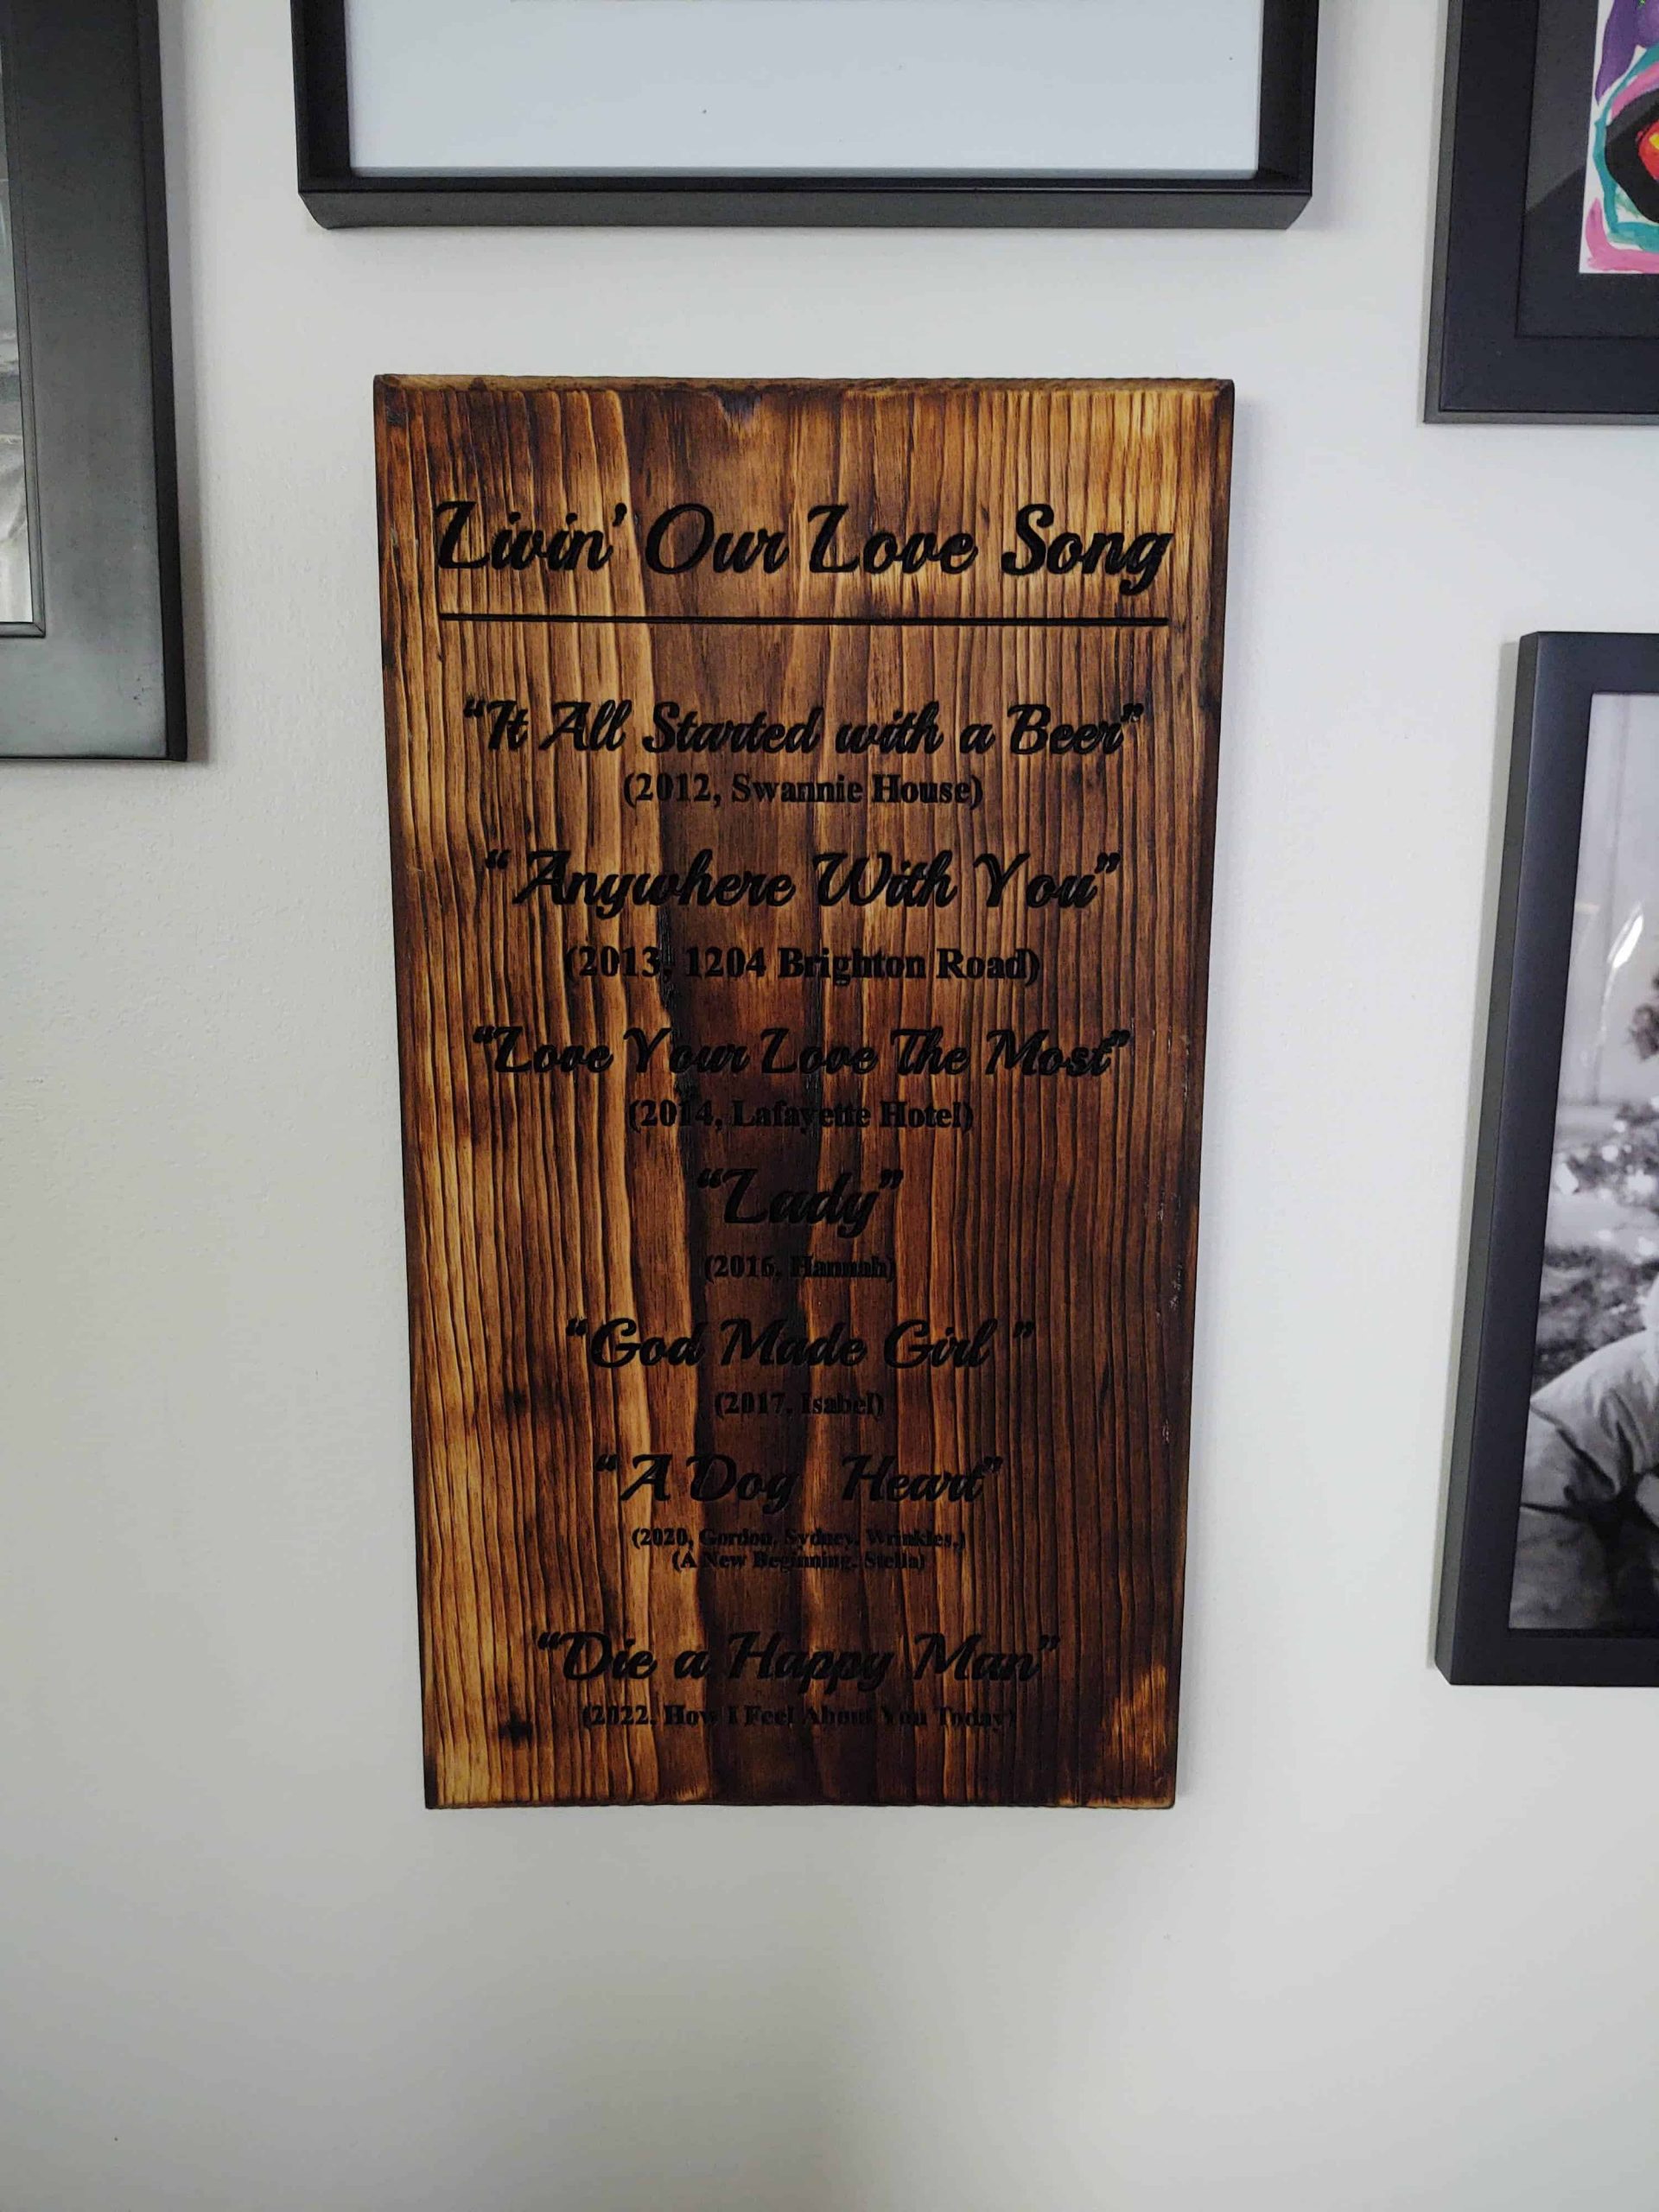 Livin' Our Love Song
“It All Started with a Beer”
(2012, Swannie House)
“Anywhere With You”
(2013, 1204 Brighton Road)
“Love Your Love The Most”
(2014, Lafayette Hotel)
“Lady”
(2016, Hannah)
“God Made Girl ”
(2017, Isabel)
“A Dog Heart”
(2020, Gordon, Sydney, Wrinkles,)
(A New Beginning, Stella)
“Die a Happy Man”
(2022, How I Feel About You Today)